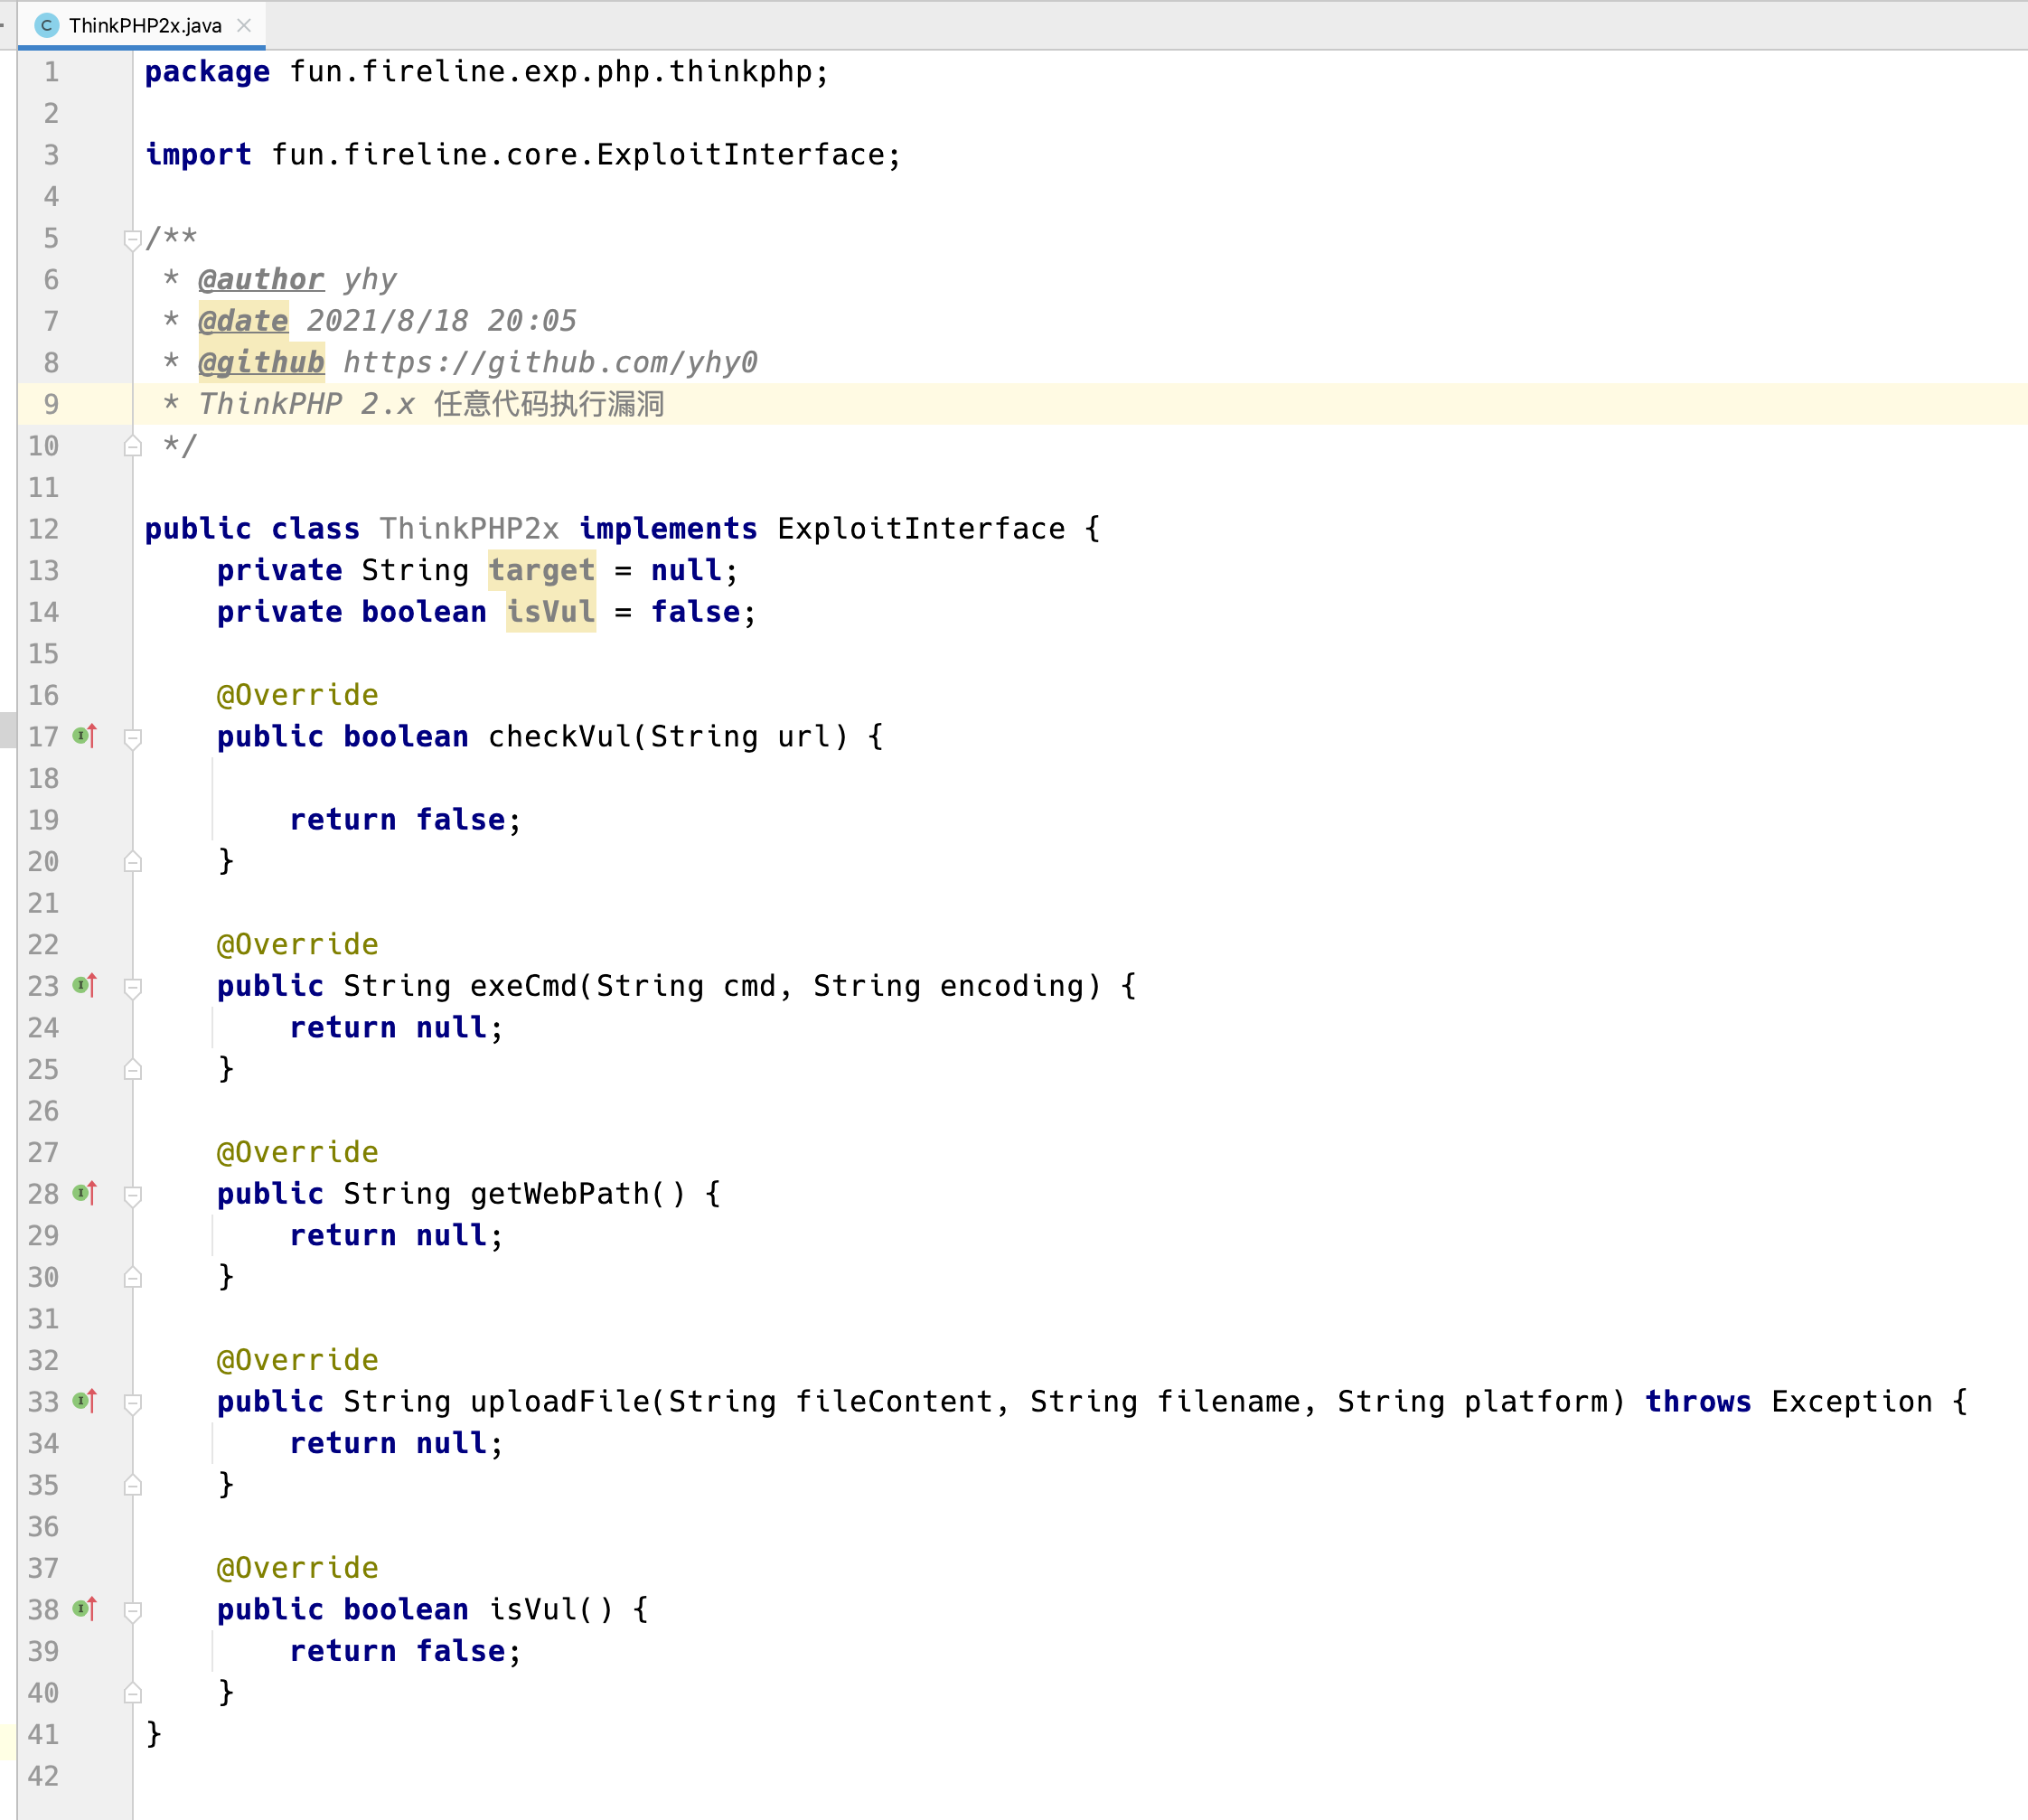 ThinkPHP2x.java
1 package fun.fireline.exp.php.thinkphp;
2
3 import fun.fireline.core.ExploitInterface;
4
5 /**
6 * @author yhy
7 * @date 2021/8/18 20:05
8 * @github https://github.com/yhy0
9 * ThinkPHP 2.x 任意代码执行漏洞
10 */
11
12 public class ThinkPHP2x implements ExploitInterface {
13 private String target = null;
14 private boolean isVul = false;
15
16 @Override
17 public boolean checkVul(String url) {
18
19 return false;
20 }
21
22 @Override
23 public String exeCmd(String cmd, String encoding) {
24 return null;
25 }
26
27 @Override
28 public String getWebPath() {
29 return null;
30 }
31
32 @Override
33 public String uploadFile(String fileContent, String filename, String platform) throws Exception {
34 return null;
35 }
36
37 @Override
38 public boolean isVul() {
39 return false;
40 }
41 }
42